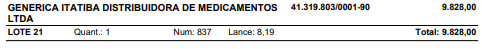 GENERICA ITATIBA DISTRIBUIDORA DE MEDICAMENTOS 41.319.803/0001-90 9.828,00
LTDA
LOTE 21 Quant.: 1 Num: 837 Lance: 8,19 Total: 9.828,00